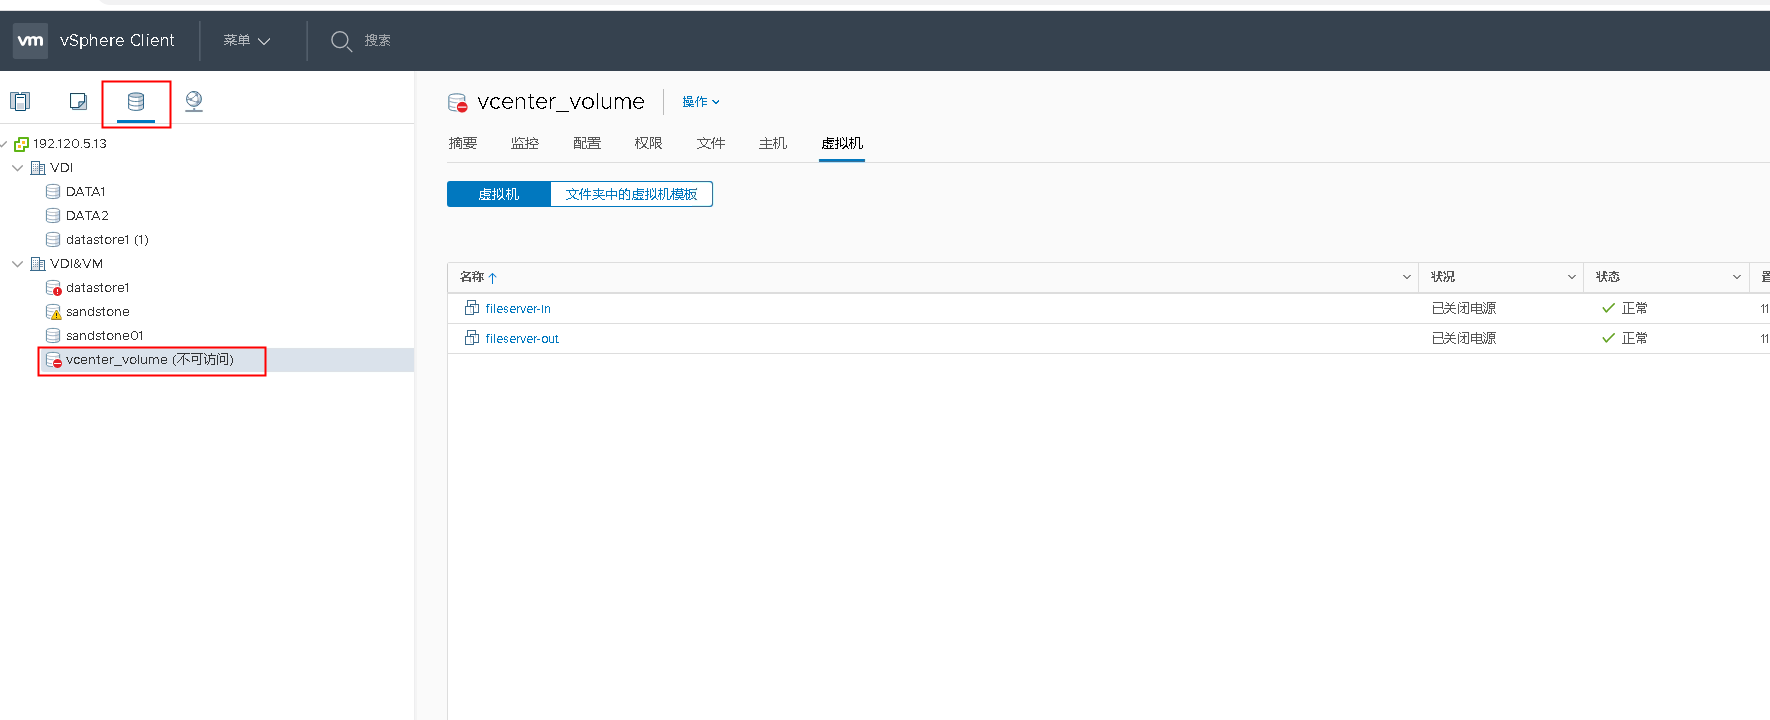 vm vSphere Client 菜单 搜索
192.120.5.13
VDI
DATA1
DATA2
datastore1 (1)
VDI&VM
datastore1
sandstone
sandstone01
vcenter_volume (不可访问)
vcenter_volume 操作
摘要 监控 配置 权限 文件 主机 虚拟机
虚拟机 文件夹中的虚拟机模板
名称 状况 状态
fileserver-in 已关闭电源 正常 11
fileserver-out 已关闭电源 正常 11